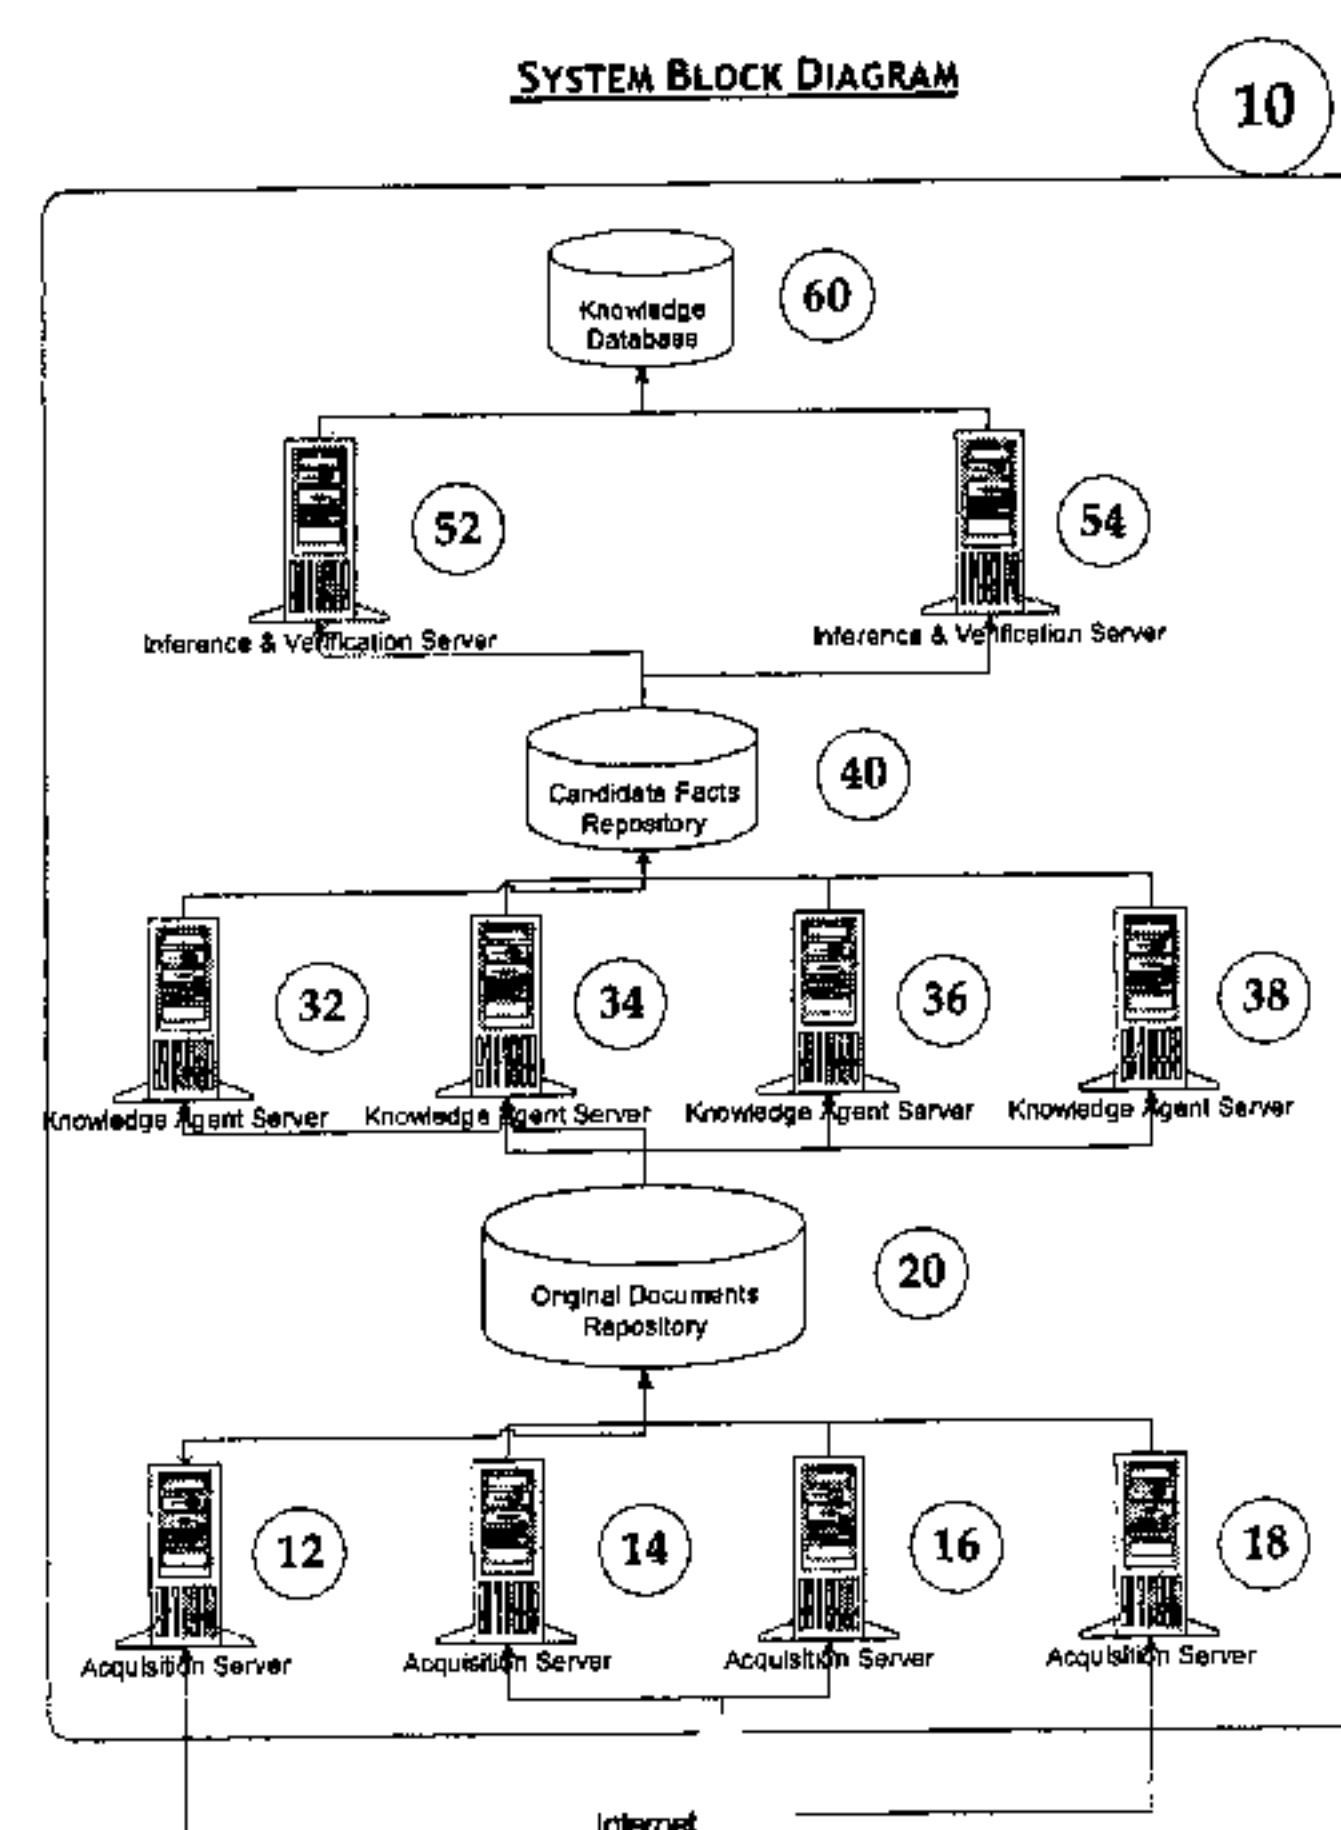 SYSTEM BLOCK DIAGRAM
10
Knowledge
Database
60
52
54
Inference & Verification Server
Inference & Verification Server
Candidate Facts
Repository
40
32
34
36
38
Knowledge Agent Server
Knowledge Agent Server
Knowledge Agent Server
Knowledge Agent Server
Original Documents
Repository
20
12
14
16
18
Acquisition Server
Acquisition Server
Acquisition Server
Acquisition Server
Internet